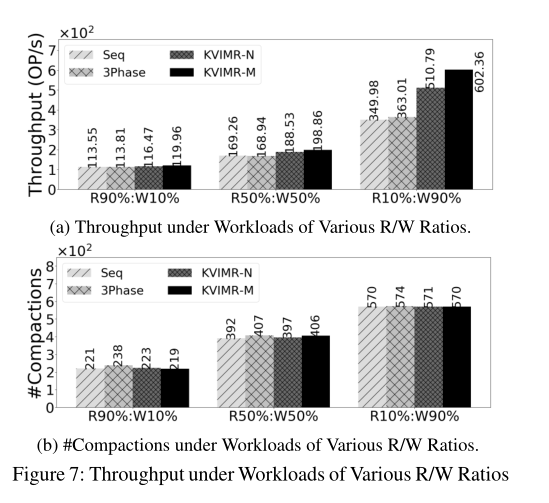 ×10²
Throughput (OP/s)
7
6
5
4
3
2
1
0
Seq
3Phase
KVIMR-N
KVIMR-M
113.55
113.81
116.47
119.96
169.26
168.94
188.53
198.86
349.98
363.01
510.79
602.36
R90%:W10%
R50%:W50%
R10%:W90%
(a) Throughput under Workloads of Various R/W Ratios.
×10²
#Compactions
8
7
6
5
4
3
2
1
0
Seq
3Phase
KVIMR-N
KVIMR-M
221
238
223
219
392
407
397
406
570
574
571
570
R90%:W10%
R50%:W50%
R10%:W90%
(b) #Compactions under Workloads of Various R/W Ratios.
Figure 7: Throughput under Workloads of Various R/W Ratios